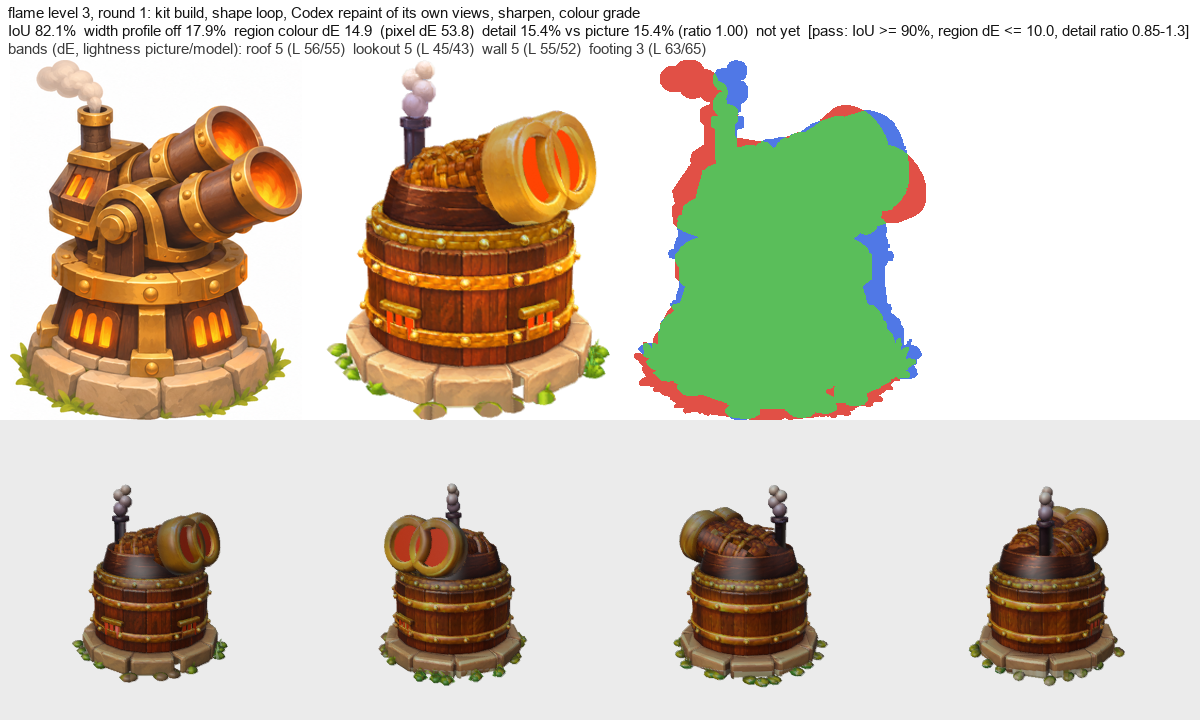 flame level 3, round 1: kit build, shape loop, Codex repaint of its own views, sharpen, colour grade
IoU 82.1%  width profile off 17.9%  region colour dE 14.9  (pixel dE 53.8)  detail 15.4% vs picture 15.4% (ratio 1.00)  not yet  [pass: IoU >= 90%, region dE <= 10.0, detail ratio 0.85-1.3]
bands (dE, lightness picture/model): roof 5 (L 56/55)  lookout 5 (L 45/43)  wall 5 (L 55/52)  footing 3 (L 63/65)